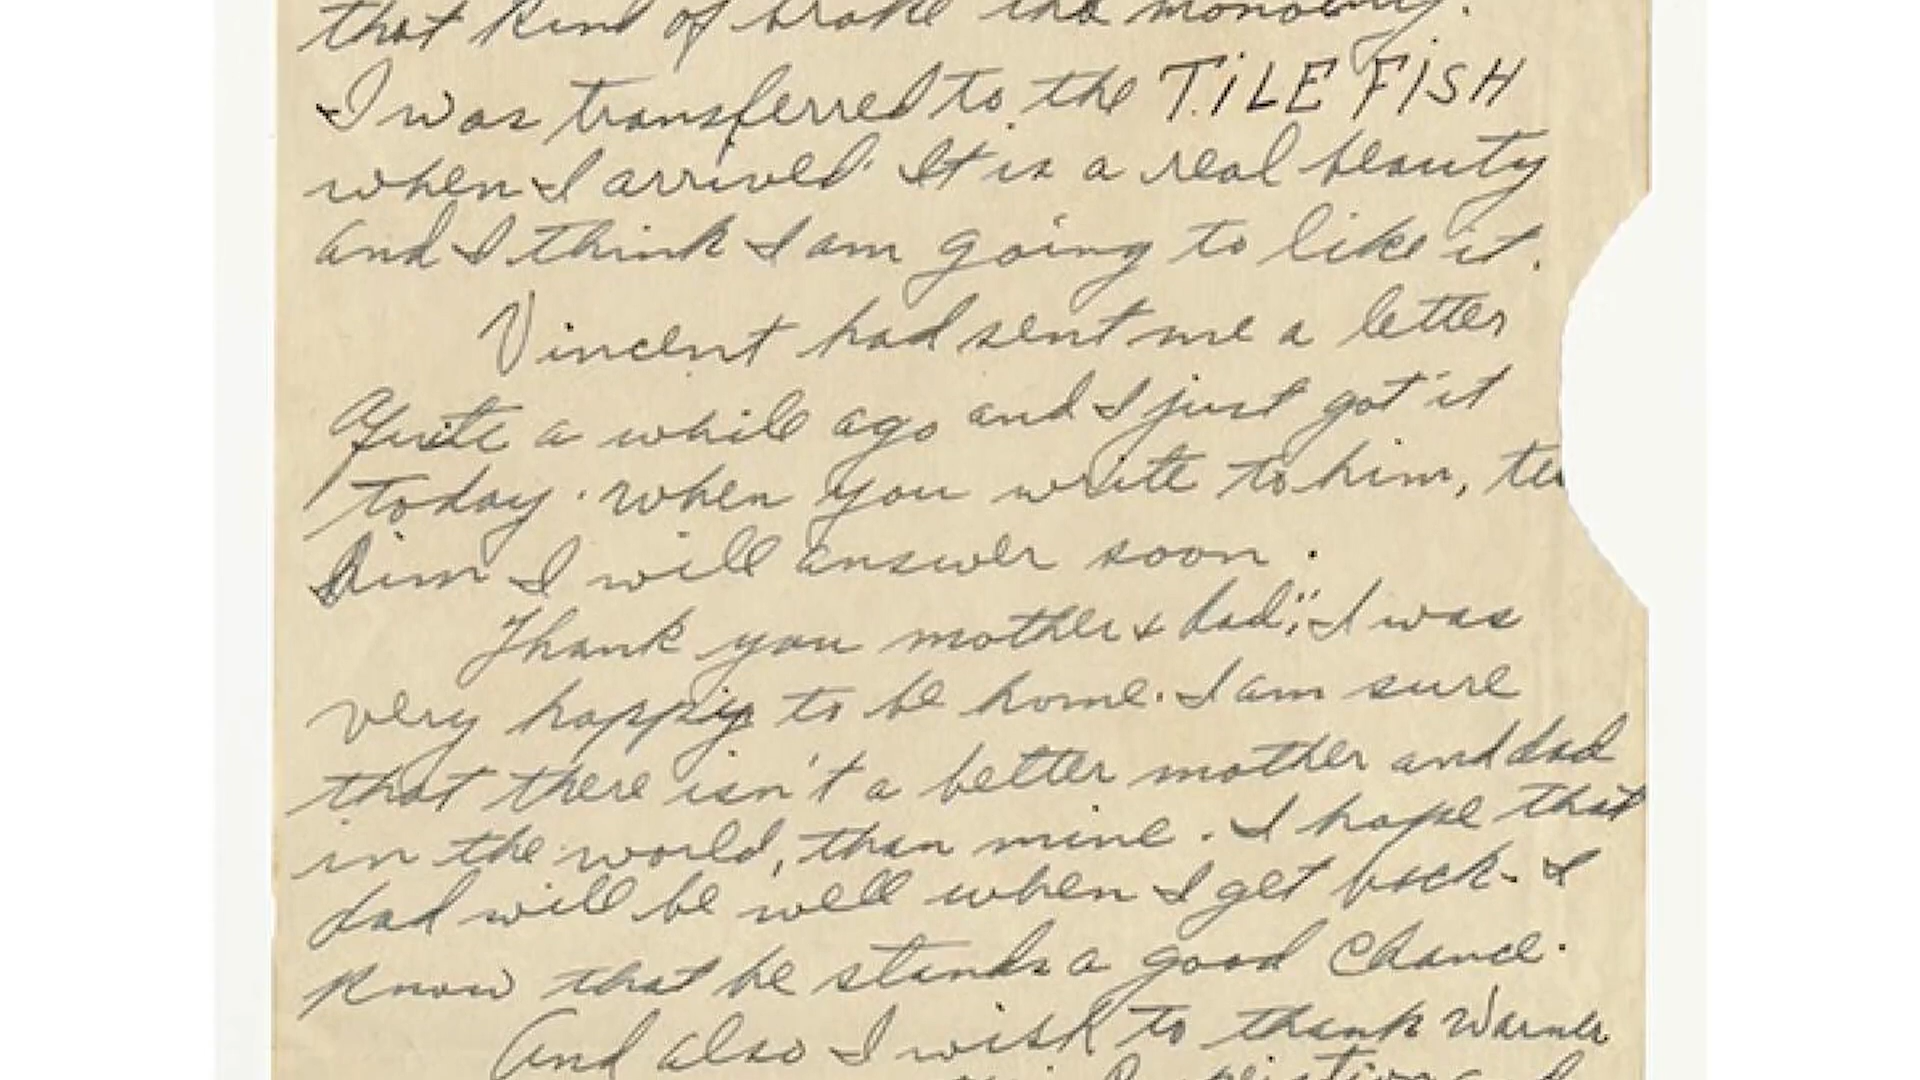 that kind of broke the monotony.
I was transferred to the TILE FISH
when I arrived. It is a real beauty
and I think I am going to like it.
Vincent had sent me a letter
Quite a while ago and I just got it
today. When you write to him,
him I will answer soon.
Thank you mother & dad, I was
very happy to be home. I am sure
that there isn't a better mother and dad
in the world, than mine. I hope that
dad will be well when I get back. I
know that he stands a good chance.
And also I wish to thank Warner